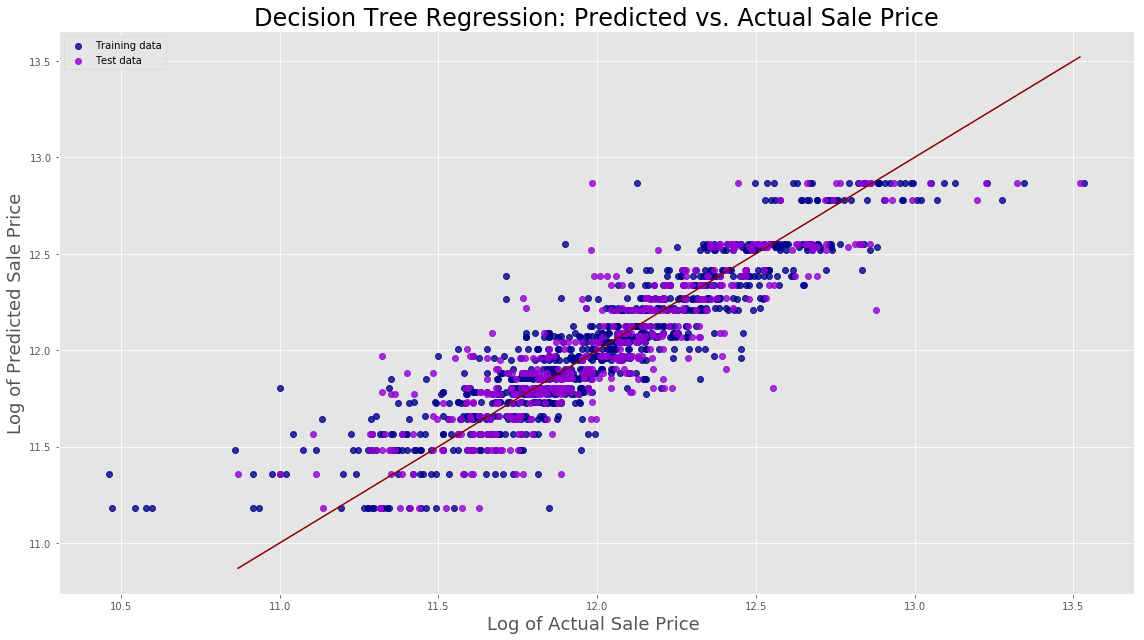 Decision Tree Regression: Predicted vs. Actual Sale Price
Training data
Test data
Log of Predicted Sale Price
13.5
13.0
12.5
12.0
11.5
11.0
10.5 11.0 11.5 12.0 12.5 13.0 13.5
Log of Actual Sale Price